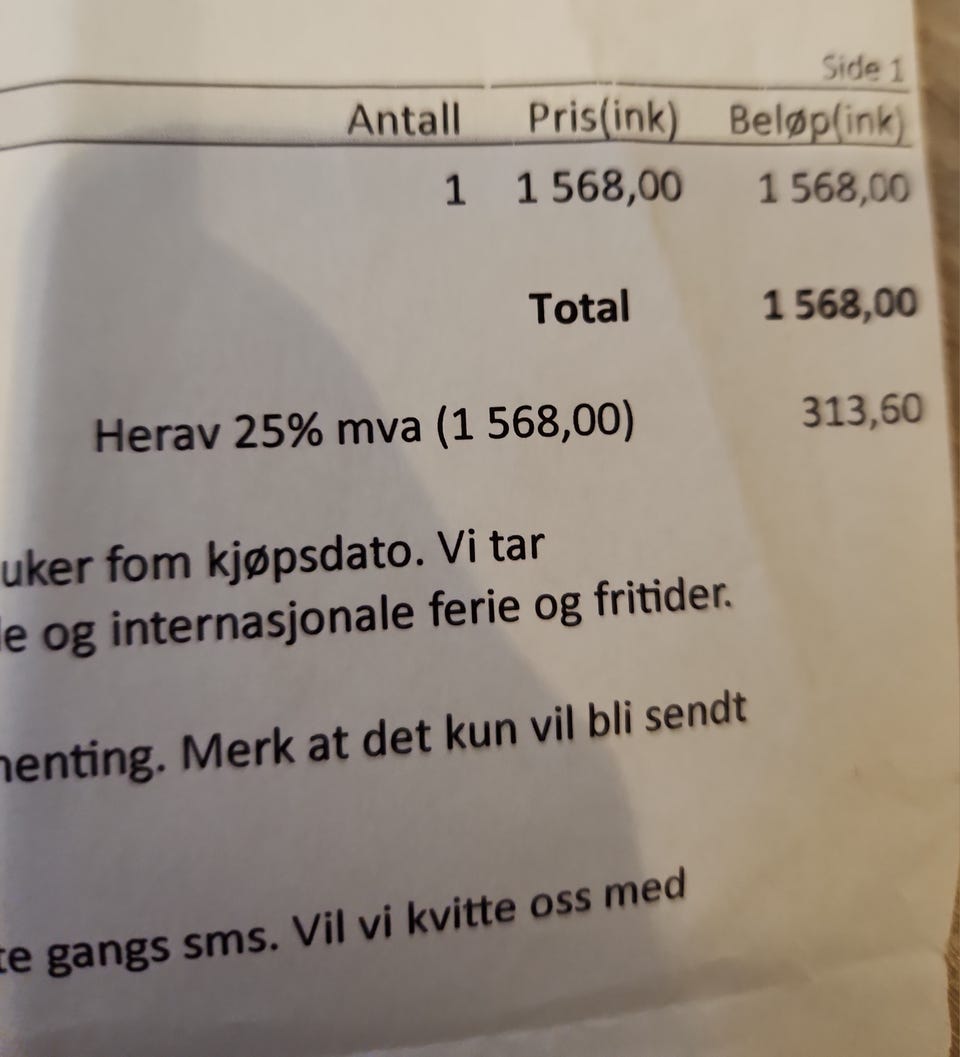 Side 1
Antall Pris(ink) Beløp(ink)
1 1 568,00 1 568,00
Total 1 568,00
Herav 25% mva (1 568,00) 313,60
uker fom kjøpsdato. Vi tar
og internasjonale ferie og fritider.
Merk at det kun vil bli sendt
gangs sms. Vil vi kvitte oss med